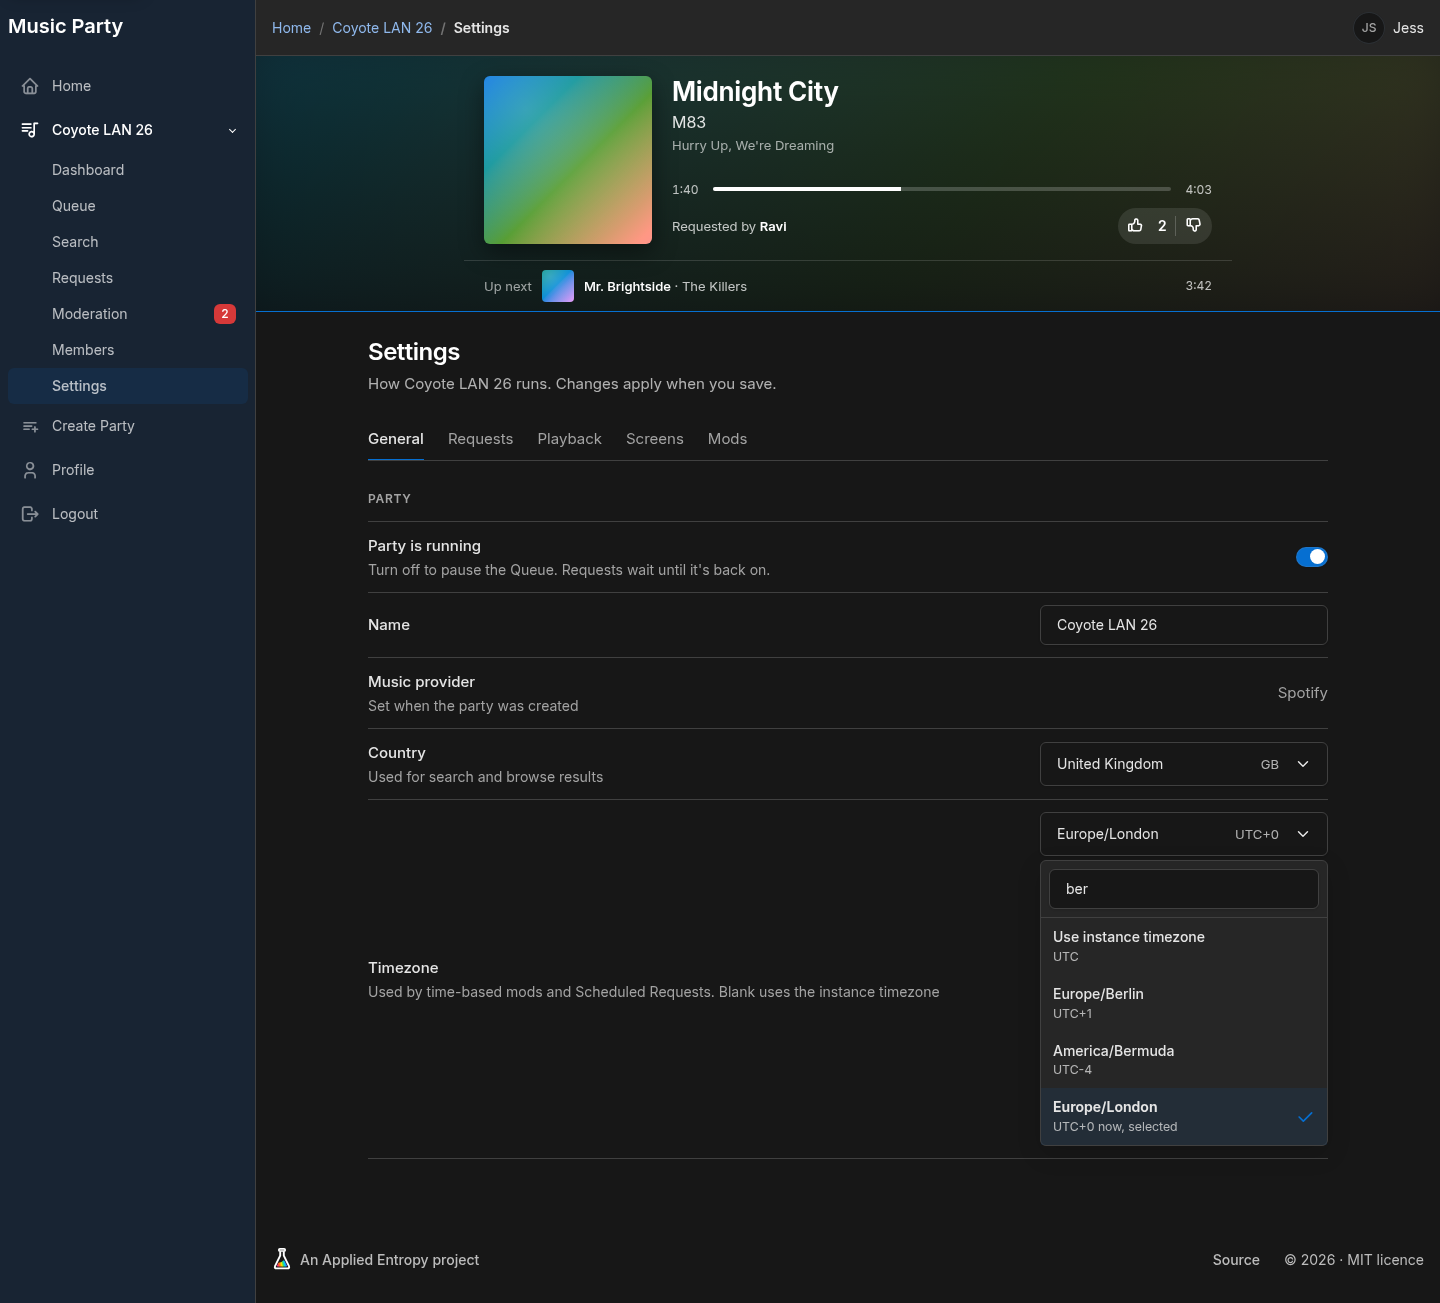 Music Party
Home
Coyote LAN 26
Dashboard
Queue
Search
Requests
Moderation 2
Members
Settings
Create Party
Profile
Logout
Home / Coyote LAN 26 / Settings
JS Jess
Midnight City
M83
Hurry Up, We're Dreaming
1:40 4:03
Requested by Ravi 2
Up next Mr. Brightside · The Killers 3:42
Settings
How Coyote LAN 26 runs. Changes apply when you save.
General Requests Playback Screens Mods
PARTY
Party is running
Turn off to pause the Queue. Requests wait until it's back on.
Name Coyote LAN 26
Music provider
Set when the party was created
Spotify
Country
Used for search and browse results
United Kingdom GB
Timezone
Used by time-based mods and Scheduled Requests. Blank uses the instance timezone
Europe/London UTC+0
ber
Use instance timezone
UTC
Europe/Berlin
UTC+1
America/Bermuda
UTC-4
Europe/London
UTC+0 now, selected
An Applied Entropy project
Source © 2026 · MIT licence